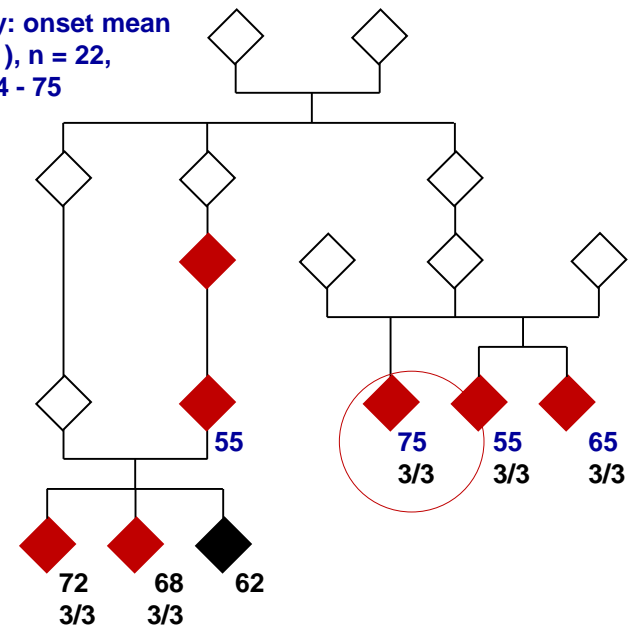 y: onset mean
), n = 22,
4 - 75
55
75 55 65
3/3 3/3 3/3
72 68 62
3/3 3/3